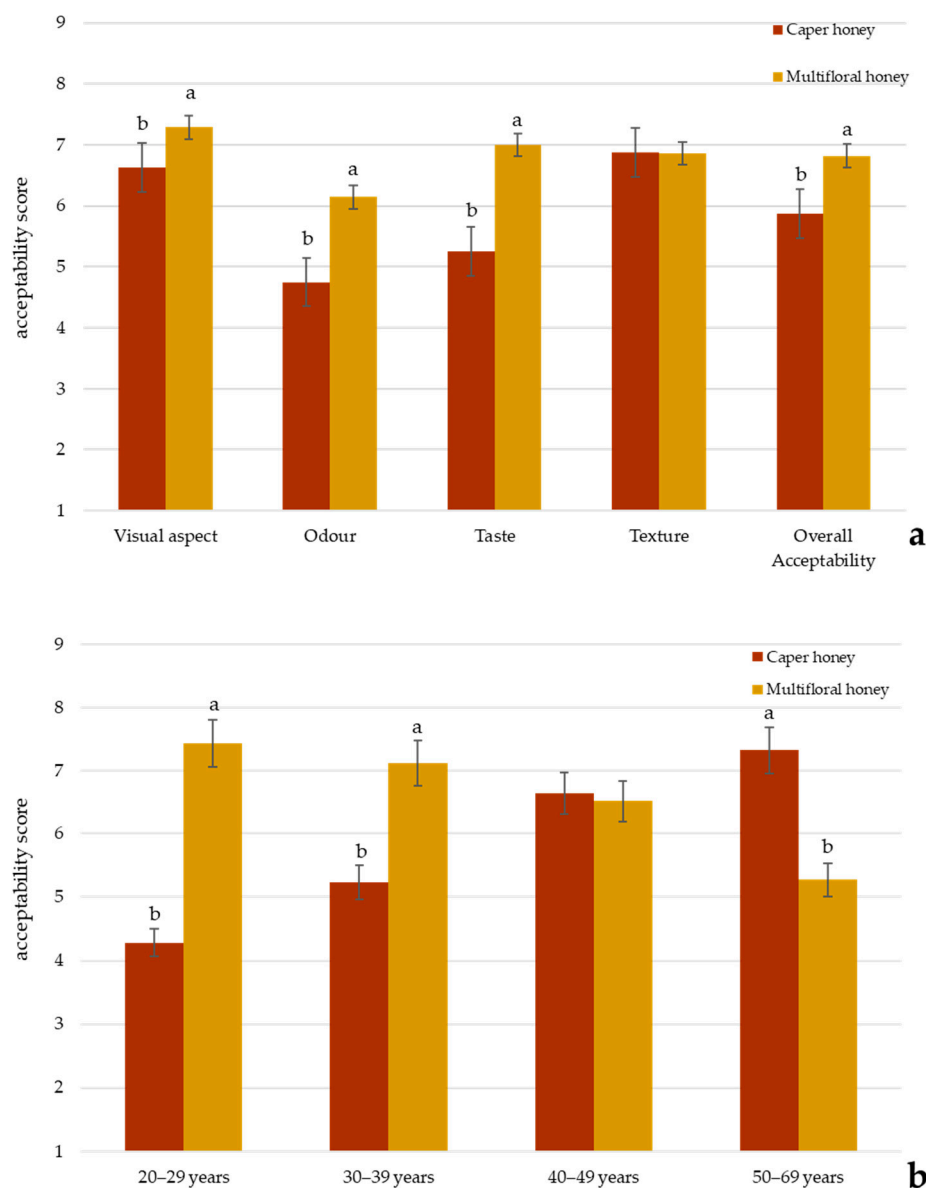 9
Caper honey
8
a
Multifloral honey
b
a
7
a
a
b
6
b
b
5
acceptability score
4
3
2
1
Visual aspect Odour Taste Texture Overall
Acceptability
a
9
Caper honey
8
Multifloral honey
a
a
a
7
6
b
b
5
b
acceptability score
4
3
2
1
20–29 years 30–39 years 40–49 years 50–69 years
b